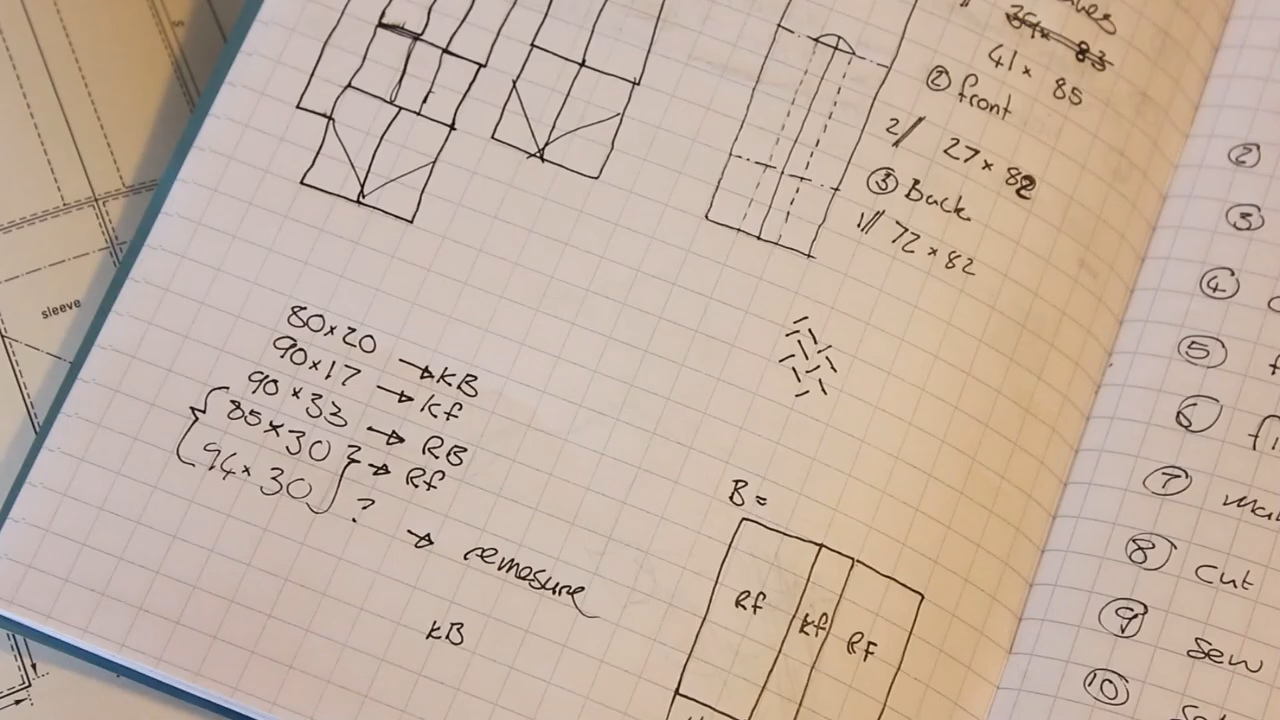 41 × 85
② front
2// 27 × 82
③ Back
1// 72 × 82
sleeve
80×20 → KB
90×17 → Kf
90 × 33 → RB
85×30 ? → Rf
94× 30 ?
→ remesure
KB
B =
Rf Kf RF
②
③
④
⑤ f
⑥ fi
⑦
⑧ cut
⑨ sew
⑩